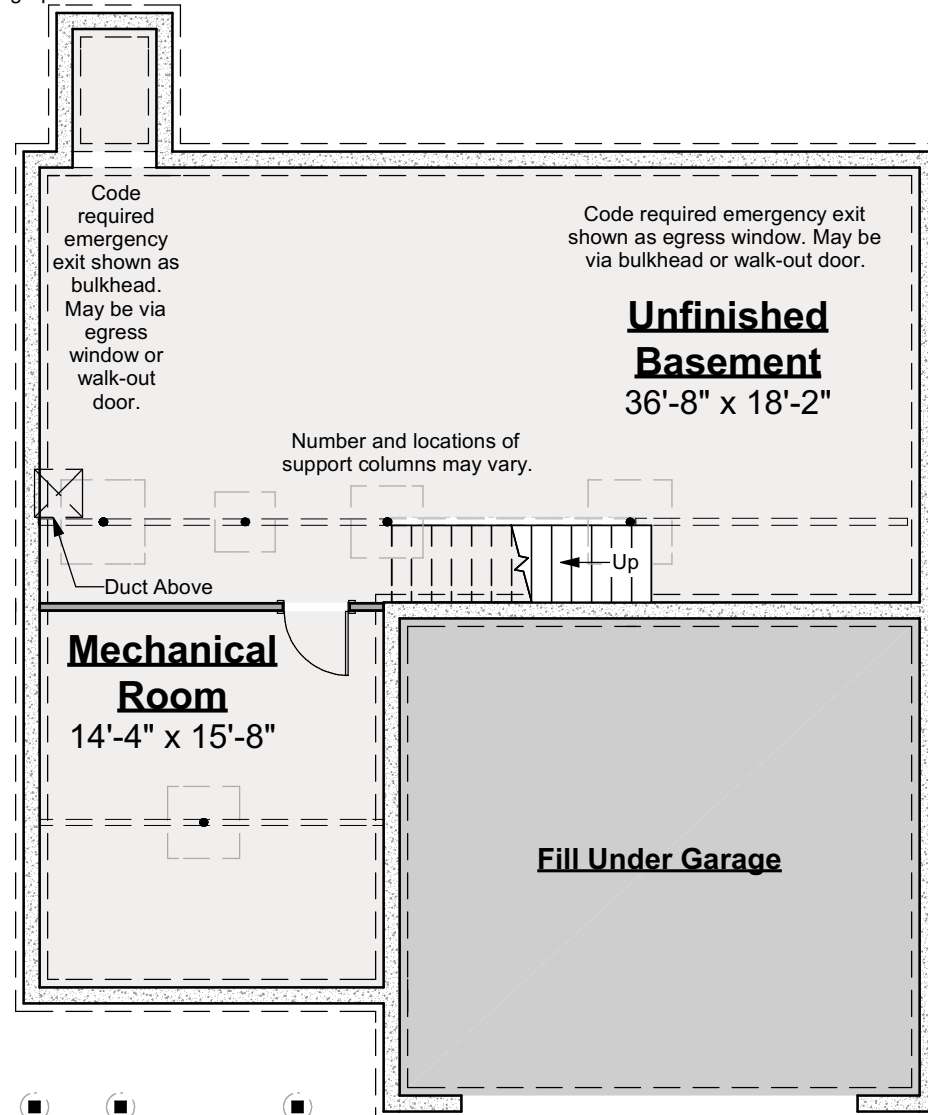 Code
required
emergency
exit shown as
bulkhead.
May be via
egress
window or
walk-out
door.
Code required emergency exit
shown as egress window. May be
via bulkhead or walk-out door.
Unfinished
Basement
36'-8" x 18'-2"
Number and locations of
support columns may vary.
Up
Duct Above
Mechanical
Room
14'-4" x 15'-8"
Fill Under Garage